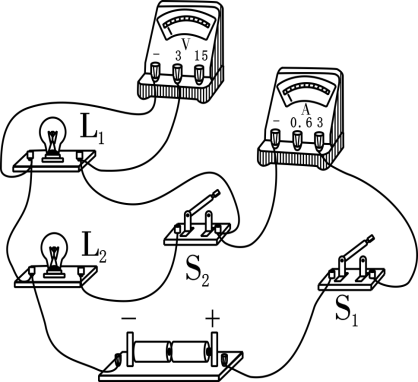 V
- 3 15
A
- 0.6 3
L₁
L₂
S₂
S₁
- +